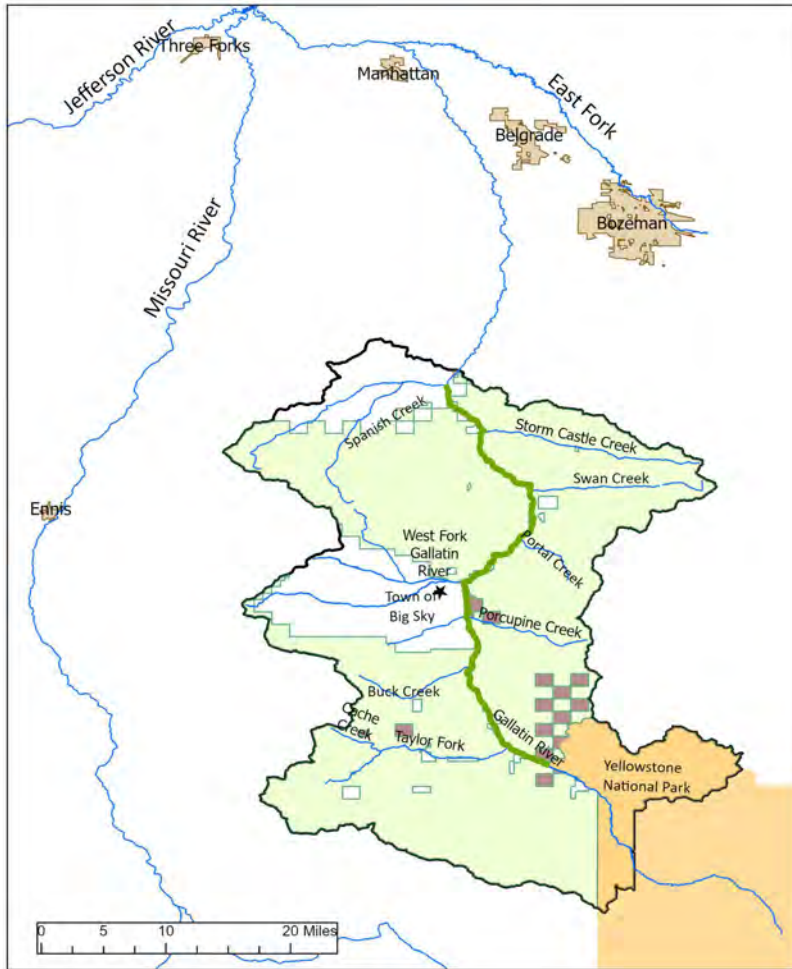 Jefferson River
Three Forks
Manhattan
East Fork
Belgrade
Bozeman
Missouri River
Spanish Creek
Storm Castle Creek
Swan Creek
Ennis
West Fork
Gallatin
River
Portal Creek
Town of
Big Sky
Porcupine Creek
Buck Creek
Cache
Creek
Taylor Fork
Gallatin River
Yellowstone
National Park
0 5 10 20 Miles